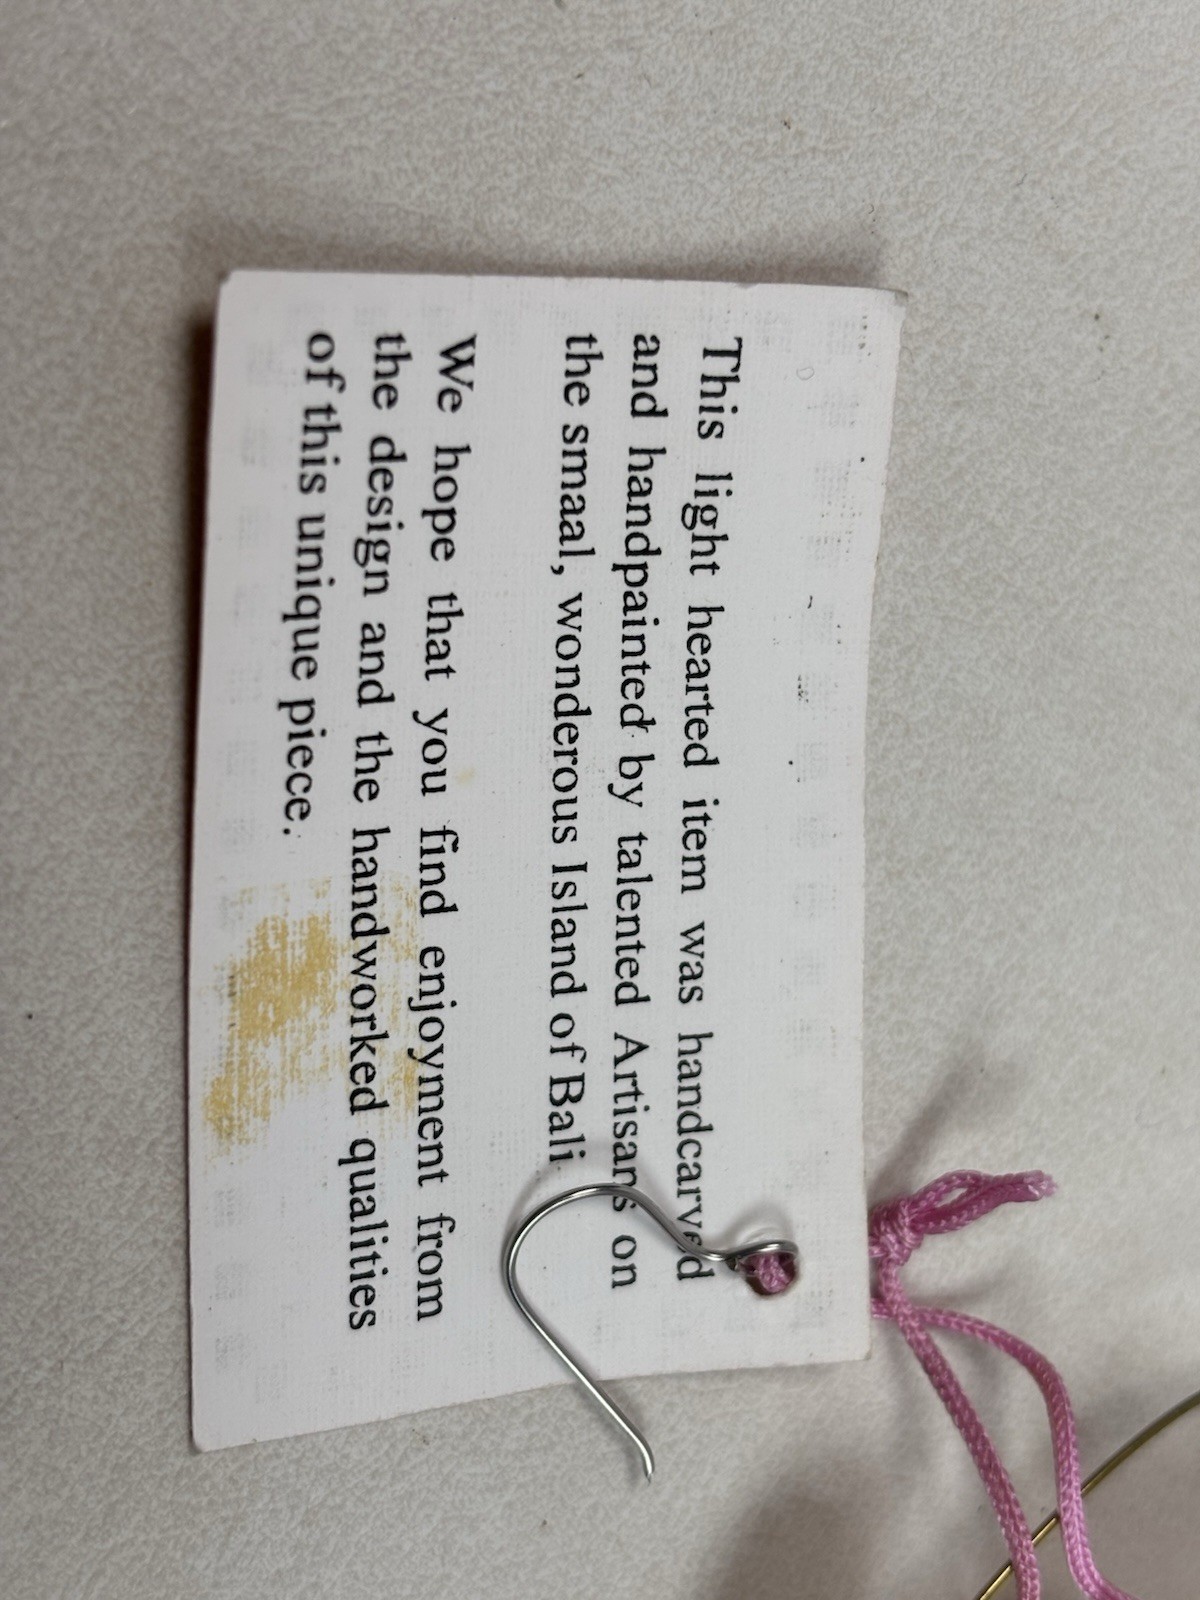 This light hearted item was handcarved
and handpainted by talented Artisans on
the smaal, wonderous Island of Bali
We hope that you find enjoyment from
the design and the handworked qualities
of this unique piece.